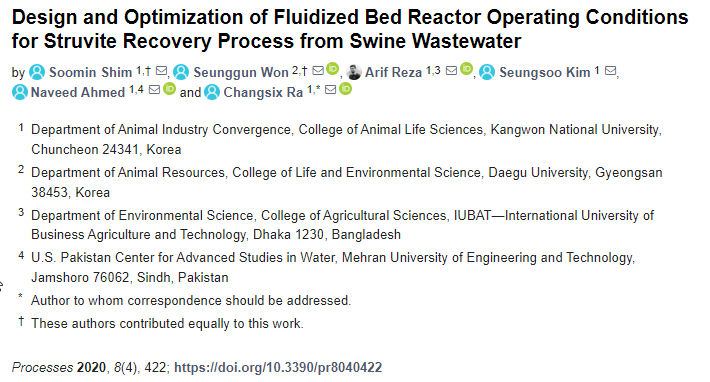 Design and Optimization of Fluidized Bed Reactor Operating Conditions
for Struvite Recovery Process from Swine Wastewater
by Soomin Shim 1,†, Seunggun Won 2,†, Arif Reza 1,3, Seungsoo Kim 1,
Naveed Ahmed 1,4 and Changsix Ra 1,*
1 Department of Animal Industry Convergence, College of Animal Life Sciences, Kangwon National University,
Chuncheon 24341, Korea
2 Department of Animal Resources, College of Life and Environmental Science, Daegu University, Gyeongsan
38453, Korea
3 Department of Environmental Science, College of Agricultural Sciences, IUBAT—International University of
Business Agriculture and Technology, Dhaka 1230, Bangladesh
4 U.S. Pakistan Center for Advanced Studies in Water, Mehran University of Engineering and Technology,
Jamshoro 76062, Sindh, Pakistan
* Author to whom correspondence should be addressed.
† These authors contributed equally to this work.
Processes 2020, 8(4), 422; https://doi.org/10.3390/pr8040422